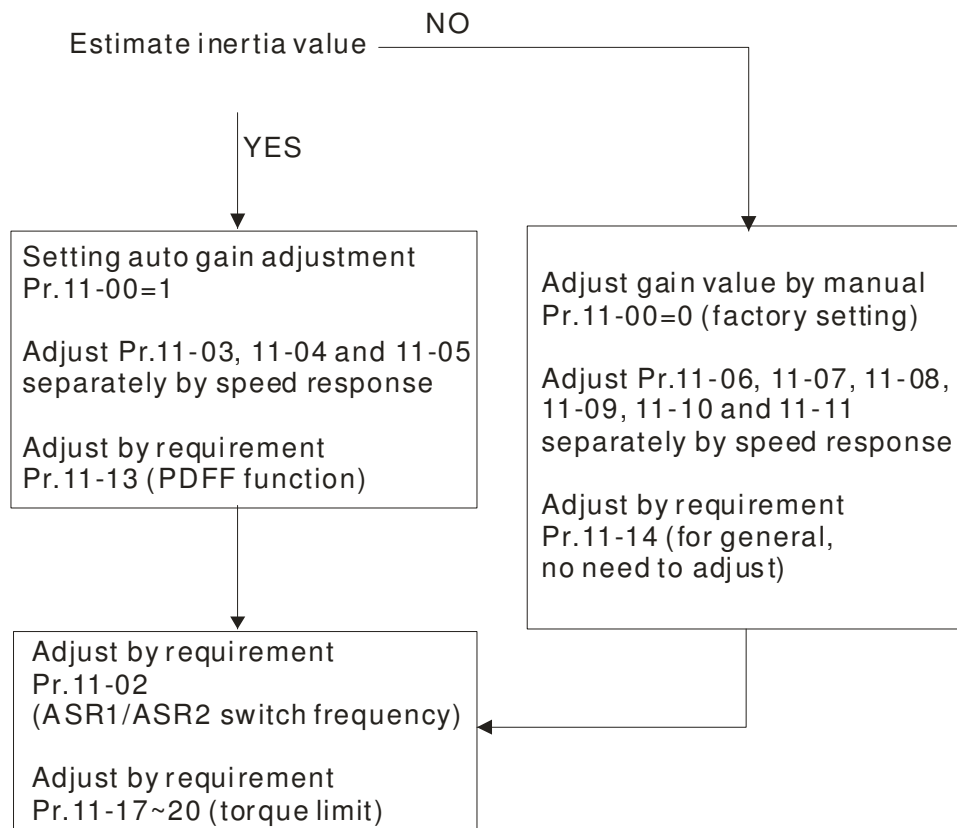 NO
Estimate inertia value
YES
Setting auto gain adjustment
Pr.11-00=1
Adjust Pr.11-03, 11-04 and 11-05
separately by speed response
Adjust by requirement
Pr.11-13 (PDFF function)
Adjust gain value by manual
Pr.11-00=0 (factory setting)
Adjust Pr.11-06, 11-07, 11-08,
11-09, 11-10 and 11-11
separately by speed response
Adjust by requirement
Pr.11-14 (for general,
no need to adjust)
Adjust by requirement
Pr.11-02
(ASR1/ASR2 switch frequency)
Adjust by requirement
Pr.11-17~20 (torque limit)